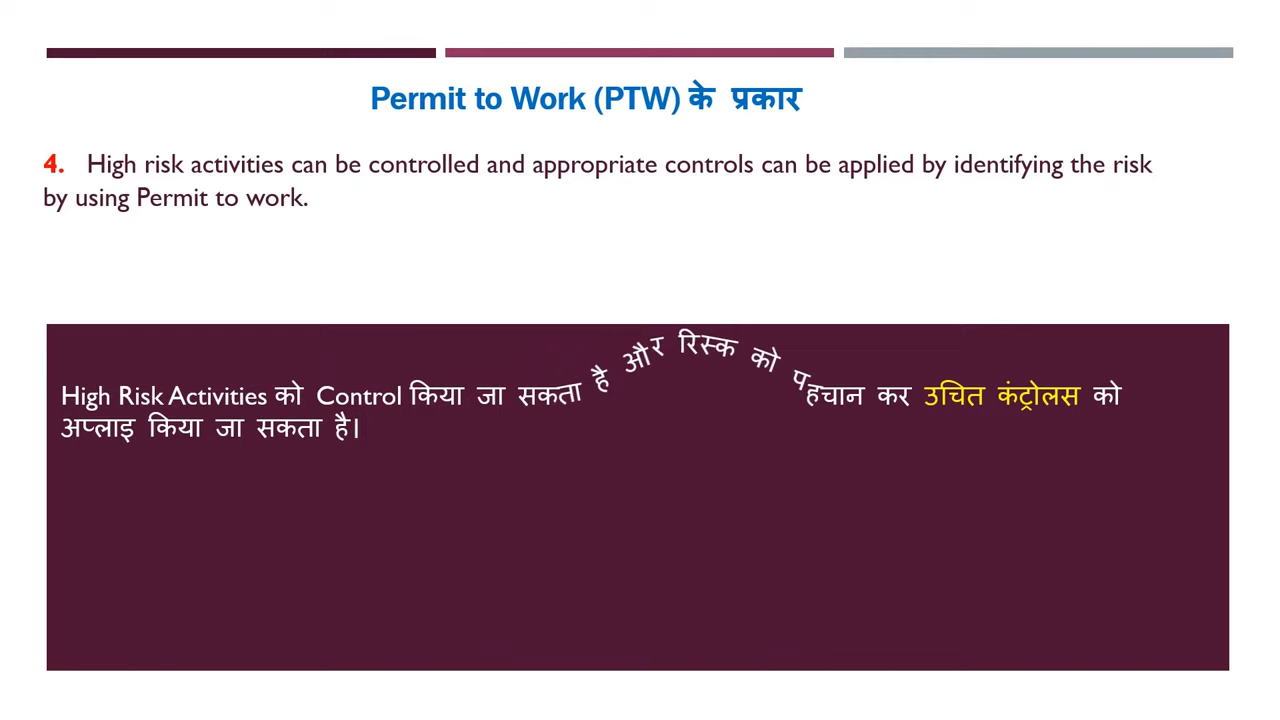 Permit to Work (PTW) के प्रकार
4. High risk activities can be controlled and appropriate controls can be applied by identifying the risk
by using Permit to work.
High Risk Activities को Control किया जा सकता है और रिस्क को पहचान कर उचित कंट्रोलस को
अप्लाइ किया जा सकता है।